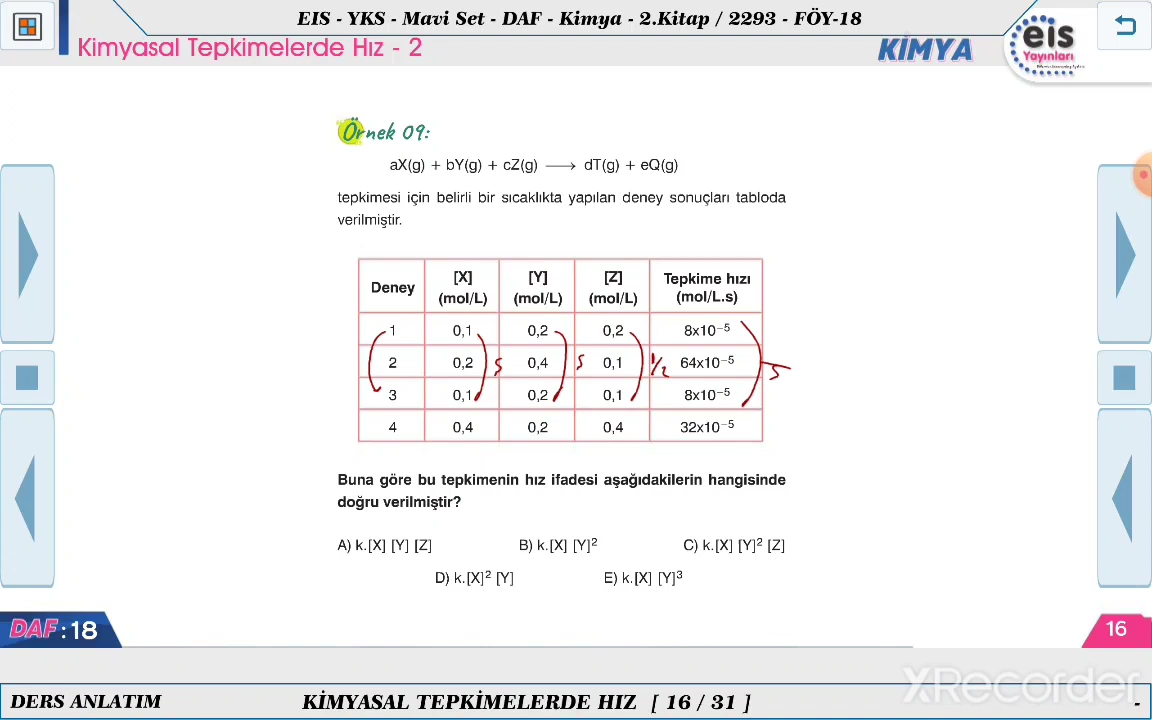 EIS - YKS - Mavi Set - DAF - Kimya - 2.Kitap / 2293 - FÖY-18
Kimyasal Tepkimelerde Hız - 2
KİMYA
eis
Yayınları
Örnek 09:
aX(g) + bY(g) + cZ(g) ⟶ dT(g) + eQ(g)
tepkimesi için belirli bir sıcaklıkta yapılan deney sonuçları tabloda
verilmiştir.
Deney [X] (mol/L) [Y] (mol/L) [Z] (mol/L) Tepkime hızı (mol/L.s)
1 0,1 0,2 0,2 8x10⁻⁵
2 0,2 0,4 0,1 64x10⁻⁵
3 0,1 0,2 0,1 8x10⁻⁵
4 0,4 0,2 0,4 32x10⁻⁵
s s 1/2 s
Buna göre bu tepkimenin hız ifadesi aşağıdakilerin hangisinde
doğru verilmiştir?
A) k.[X] [Y] [Z] B) k.[X] [Y]² C) k.[X] [Y]² [Z]
D) k.[X]² [Y] E) k.[X] [Y]³
DAF : 18
16
XRecorder
DERS ANLATIM KİMYASAL TEPKİMELERDE HIZ [ 16 / 31 ] -